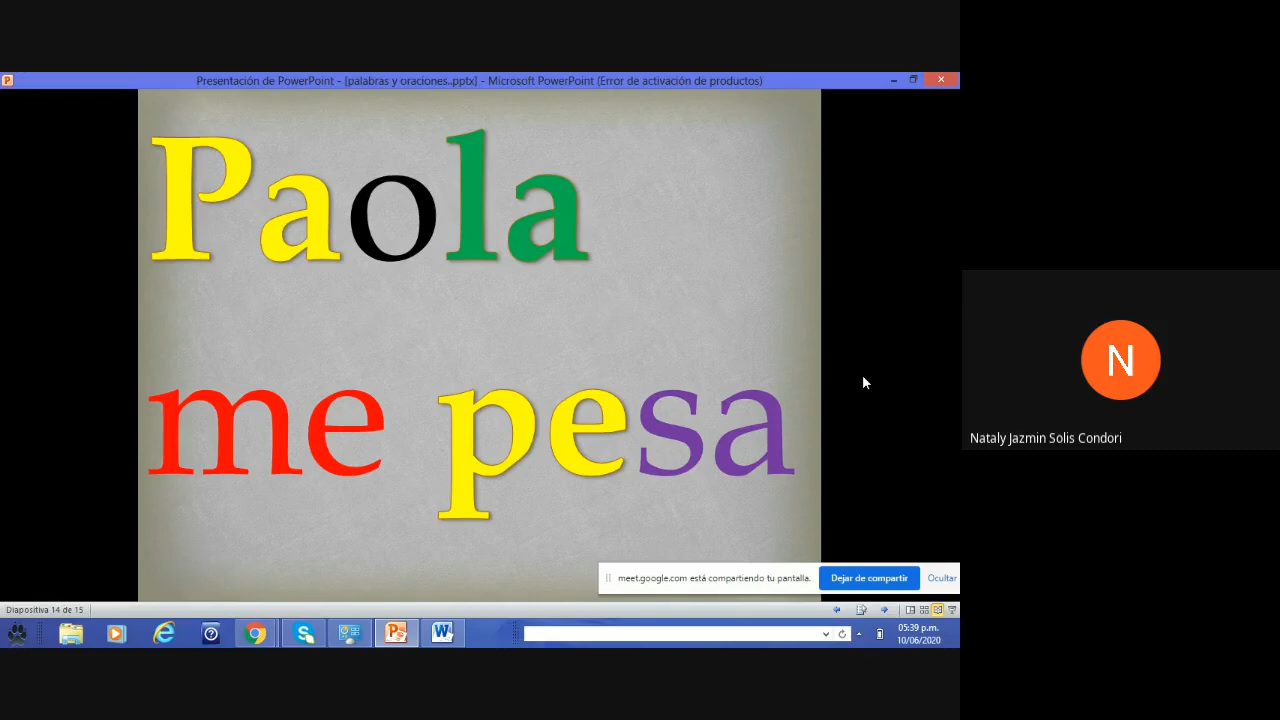 Presentación de PowerPoint - [palabras y oraciones..pptx] - Microsoft PowerPoint (Error de activación de productos)
Paola
me pesa
N
Nataly Jazmin Solis Condori
meet.google.com está compartiendo tu pantalla. Dejar de compartir Ocultar
Diapositiva 14 de 15
05:39 p.m.
10/06/2020